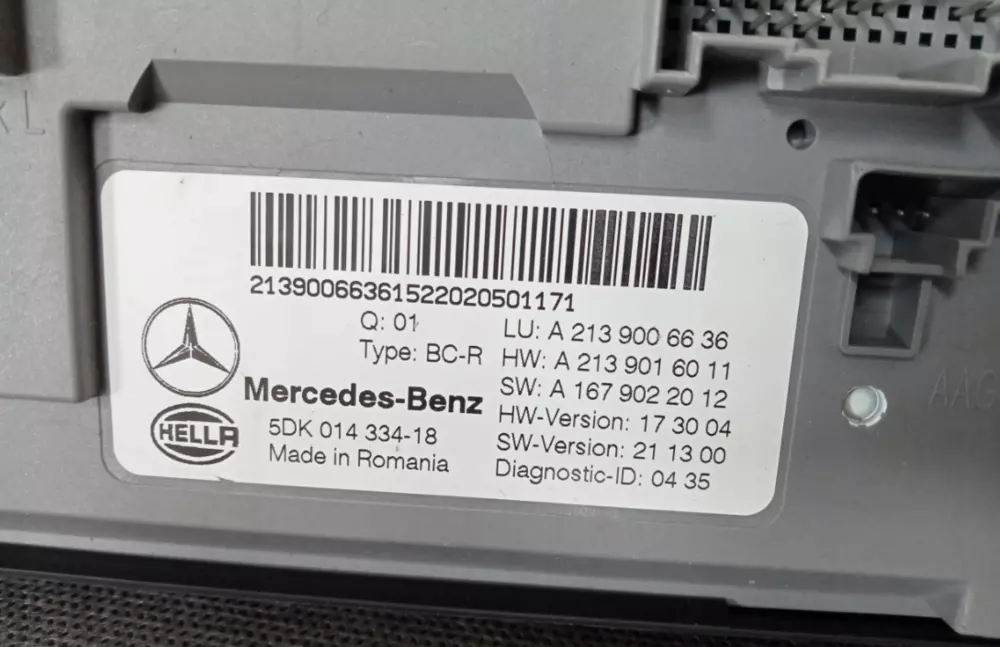 KL
21390066361522020501171
Q: 01
LU: A 213 900 66 36
Type: BC-R
HW: A 213 901 60 11
SW: A 167 902 20 12
Mercedes-Benz
HW-Version: 17 30 04
HELLA
5DK 014 334-18
SW-Version: 21 13 00
Made in Romania
Diagnostic-ID: 04 35
AAG